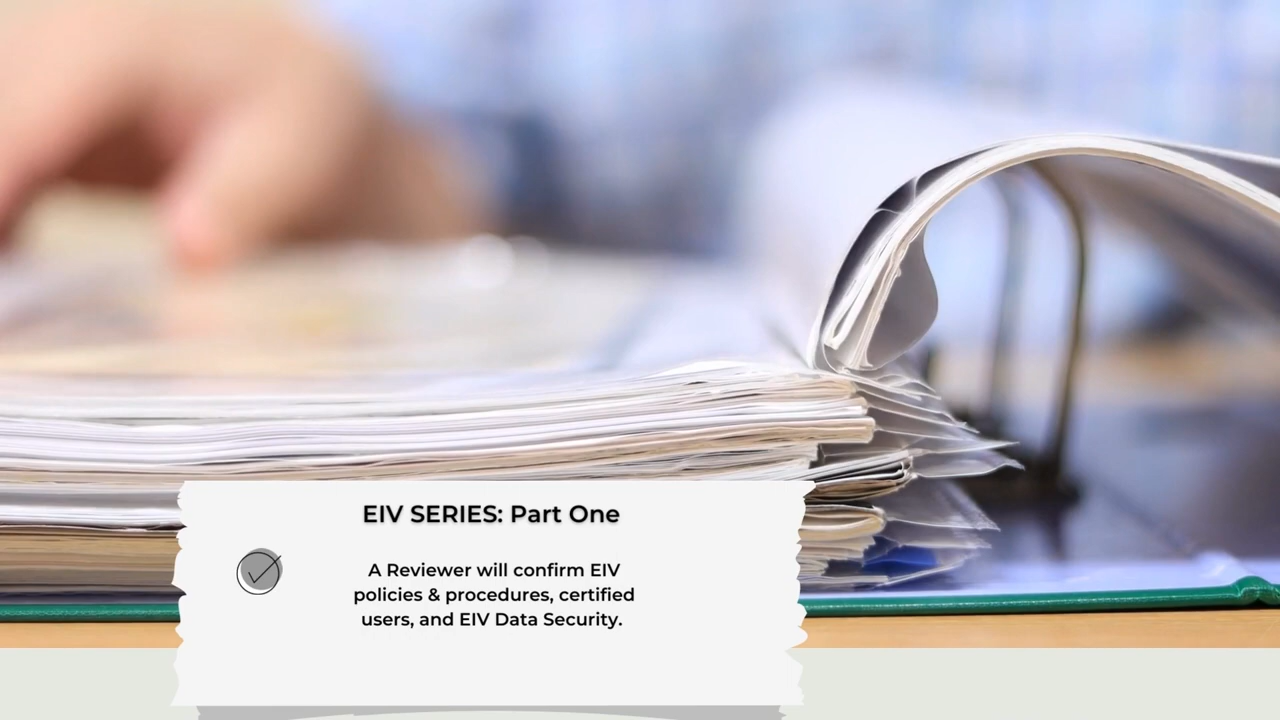 EIV SERIES: Part One
A Reviewer will confirm EIV
policies & procedures, certified
users, and EIV Data Security.